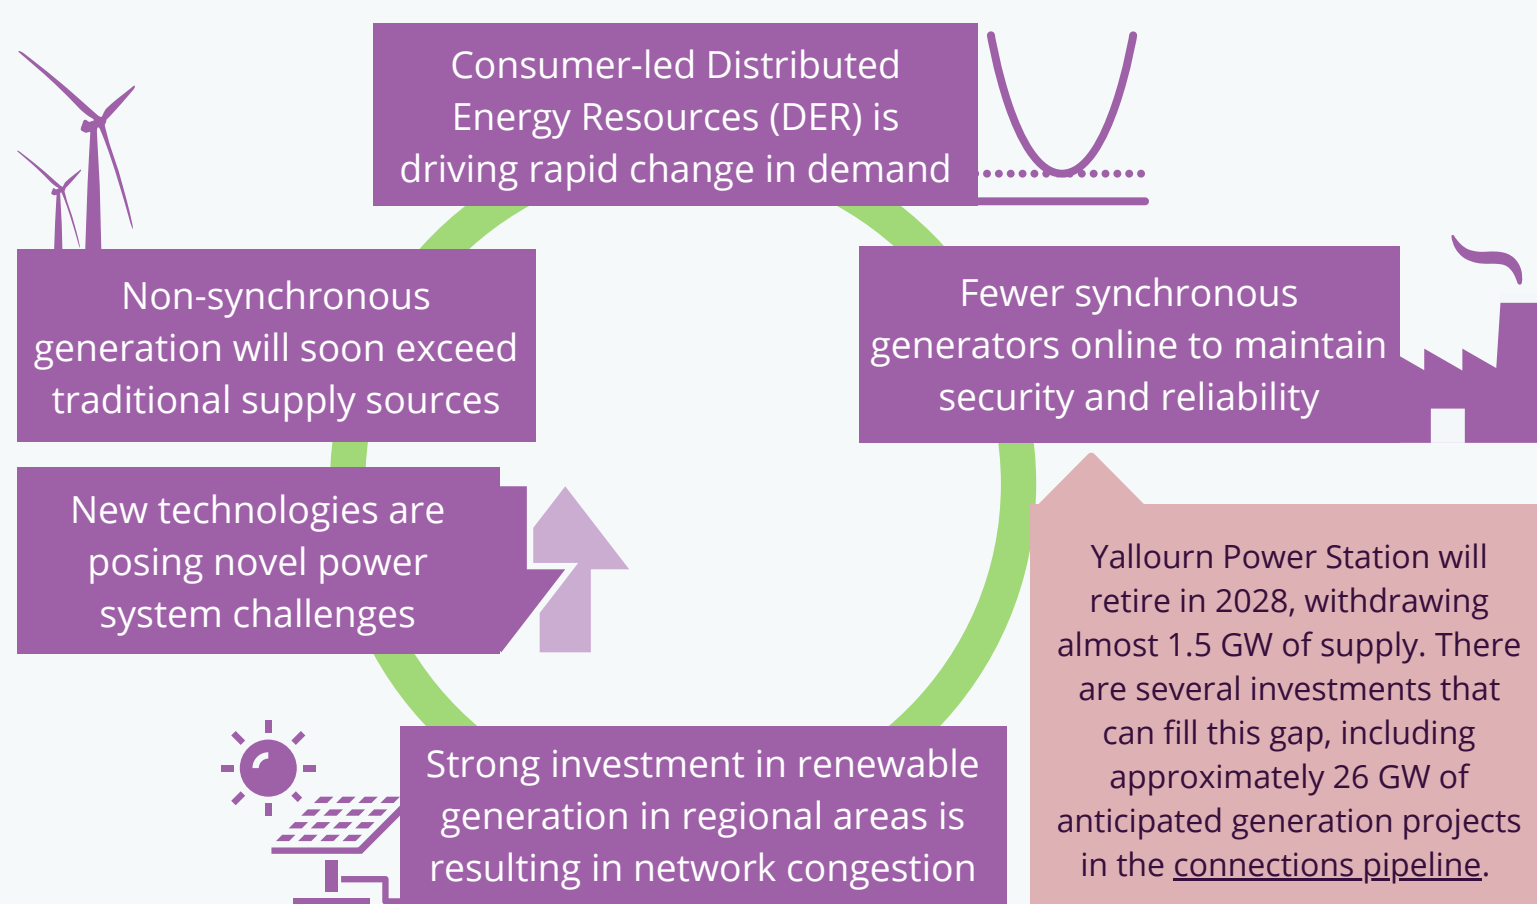 Consumer-led Distributed
Energy Resources (DER) is
driving rapid change in demand
Non-synchronous
generation will soon exceed
traditional supply sources
Fewer synchronous
generators online to maintain
security and reliability
New technologies are
posing novel power
system challenges
Yallourn Power Station will
retire in 2028, withdrawing
almost 1.5 GW of supply. There
are several investments that
can fill this gap, including
approximately 26 GW of
anticipated generation projects
in the connections pipeline.
Strong investment in renewable
generation in regional areas is
resulting in network congestion